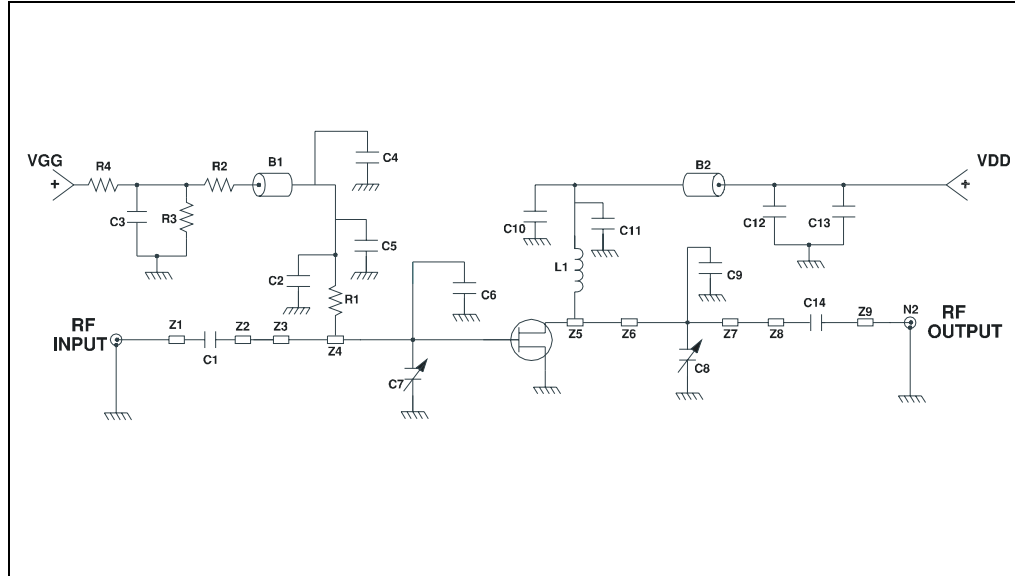 VGG
+
R4
R2
B1
C4
C3
R3
C5
C2
R1
C6
C7
RF
INPUT
Z1
C1
Z2
Z3
Z4
B2
VDD
+
C10
C11
C12
C13
L1
C9
Z5
Z6
C8
Z7
Z8
C14
Z9
N2
RF
OUTPUT